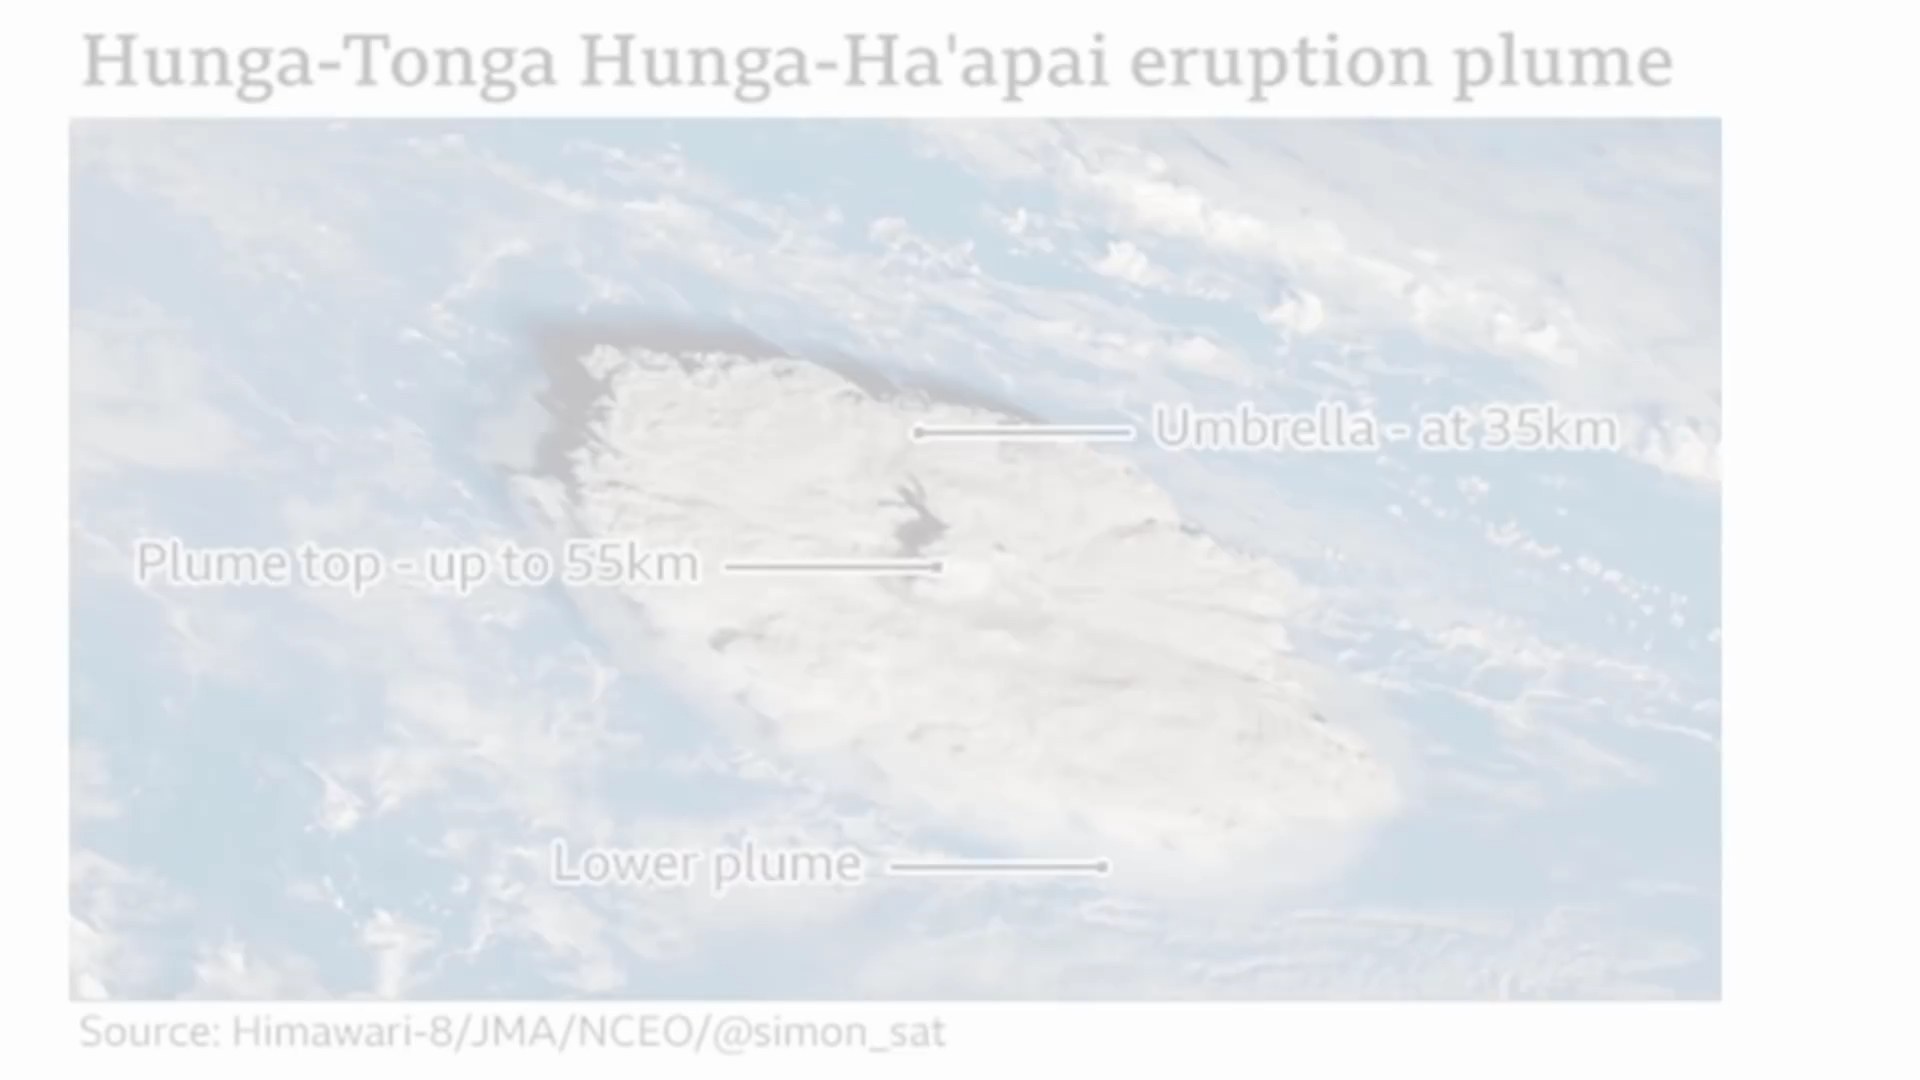 Hunga-Tonga Hunga-Ha'apai eruption plume
Umbrella - at 35km
Plume top - up to 55km
Lower plume
Source: Himawari-8/JMA/NCEO/@simon_sat